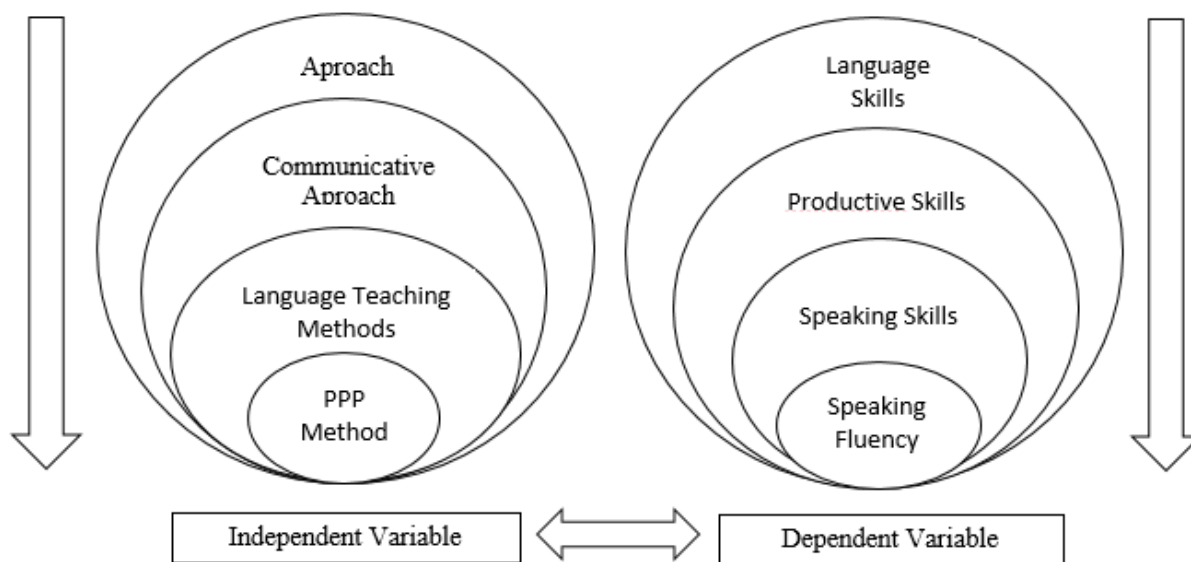 Aproach
Communicative
Aproach
Language Teaching
Methods
PPP
Method
Independent Variable
Language
Skills
Productive Skills
Speaking Skills
Speaking
Fluency
Dependent Variable